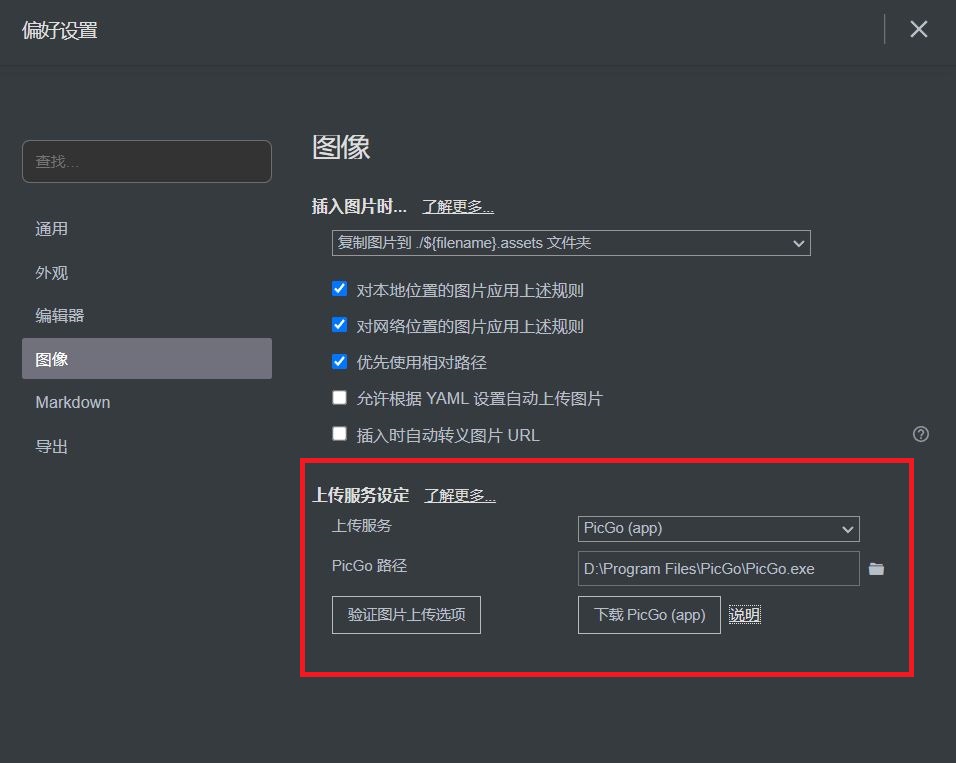 偏好设置
查找...
通用
外观
编辑器
图像
Markdown
导出
图像
插入图片时... 了解更多...
复制图片到 ./${filename}.assets 文件夹
对本地位置的图片应用上述规则
对网络位置的图片应用上述规则
优先使用相对路径
允许根据 YAML 设置自动上传图片
插入时自动转义图片 URL
上传服务设定 了解更多...
上传服务 PicGo (app)
PicGo 路径 D:\Program Files\PicGo\PicGo.exe
验证图片上传选项 下载 PicGo (app) 说明